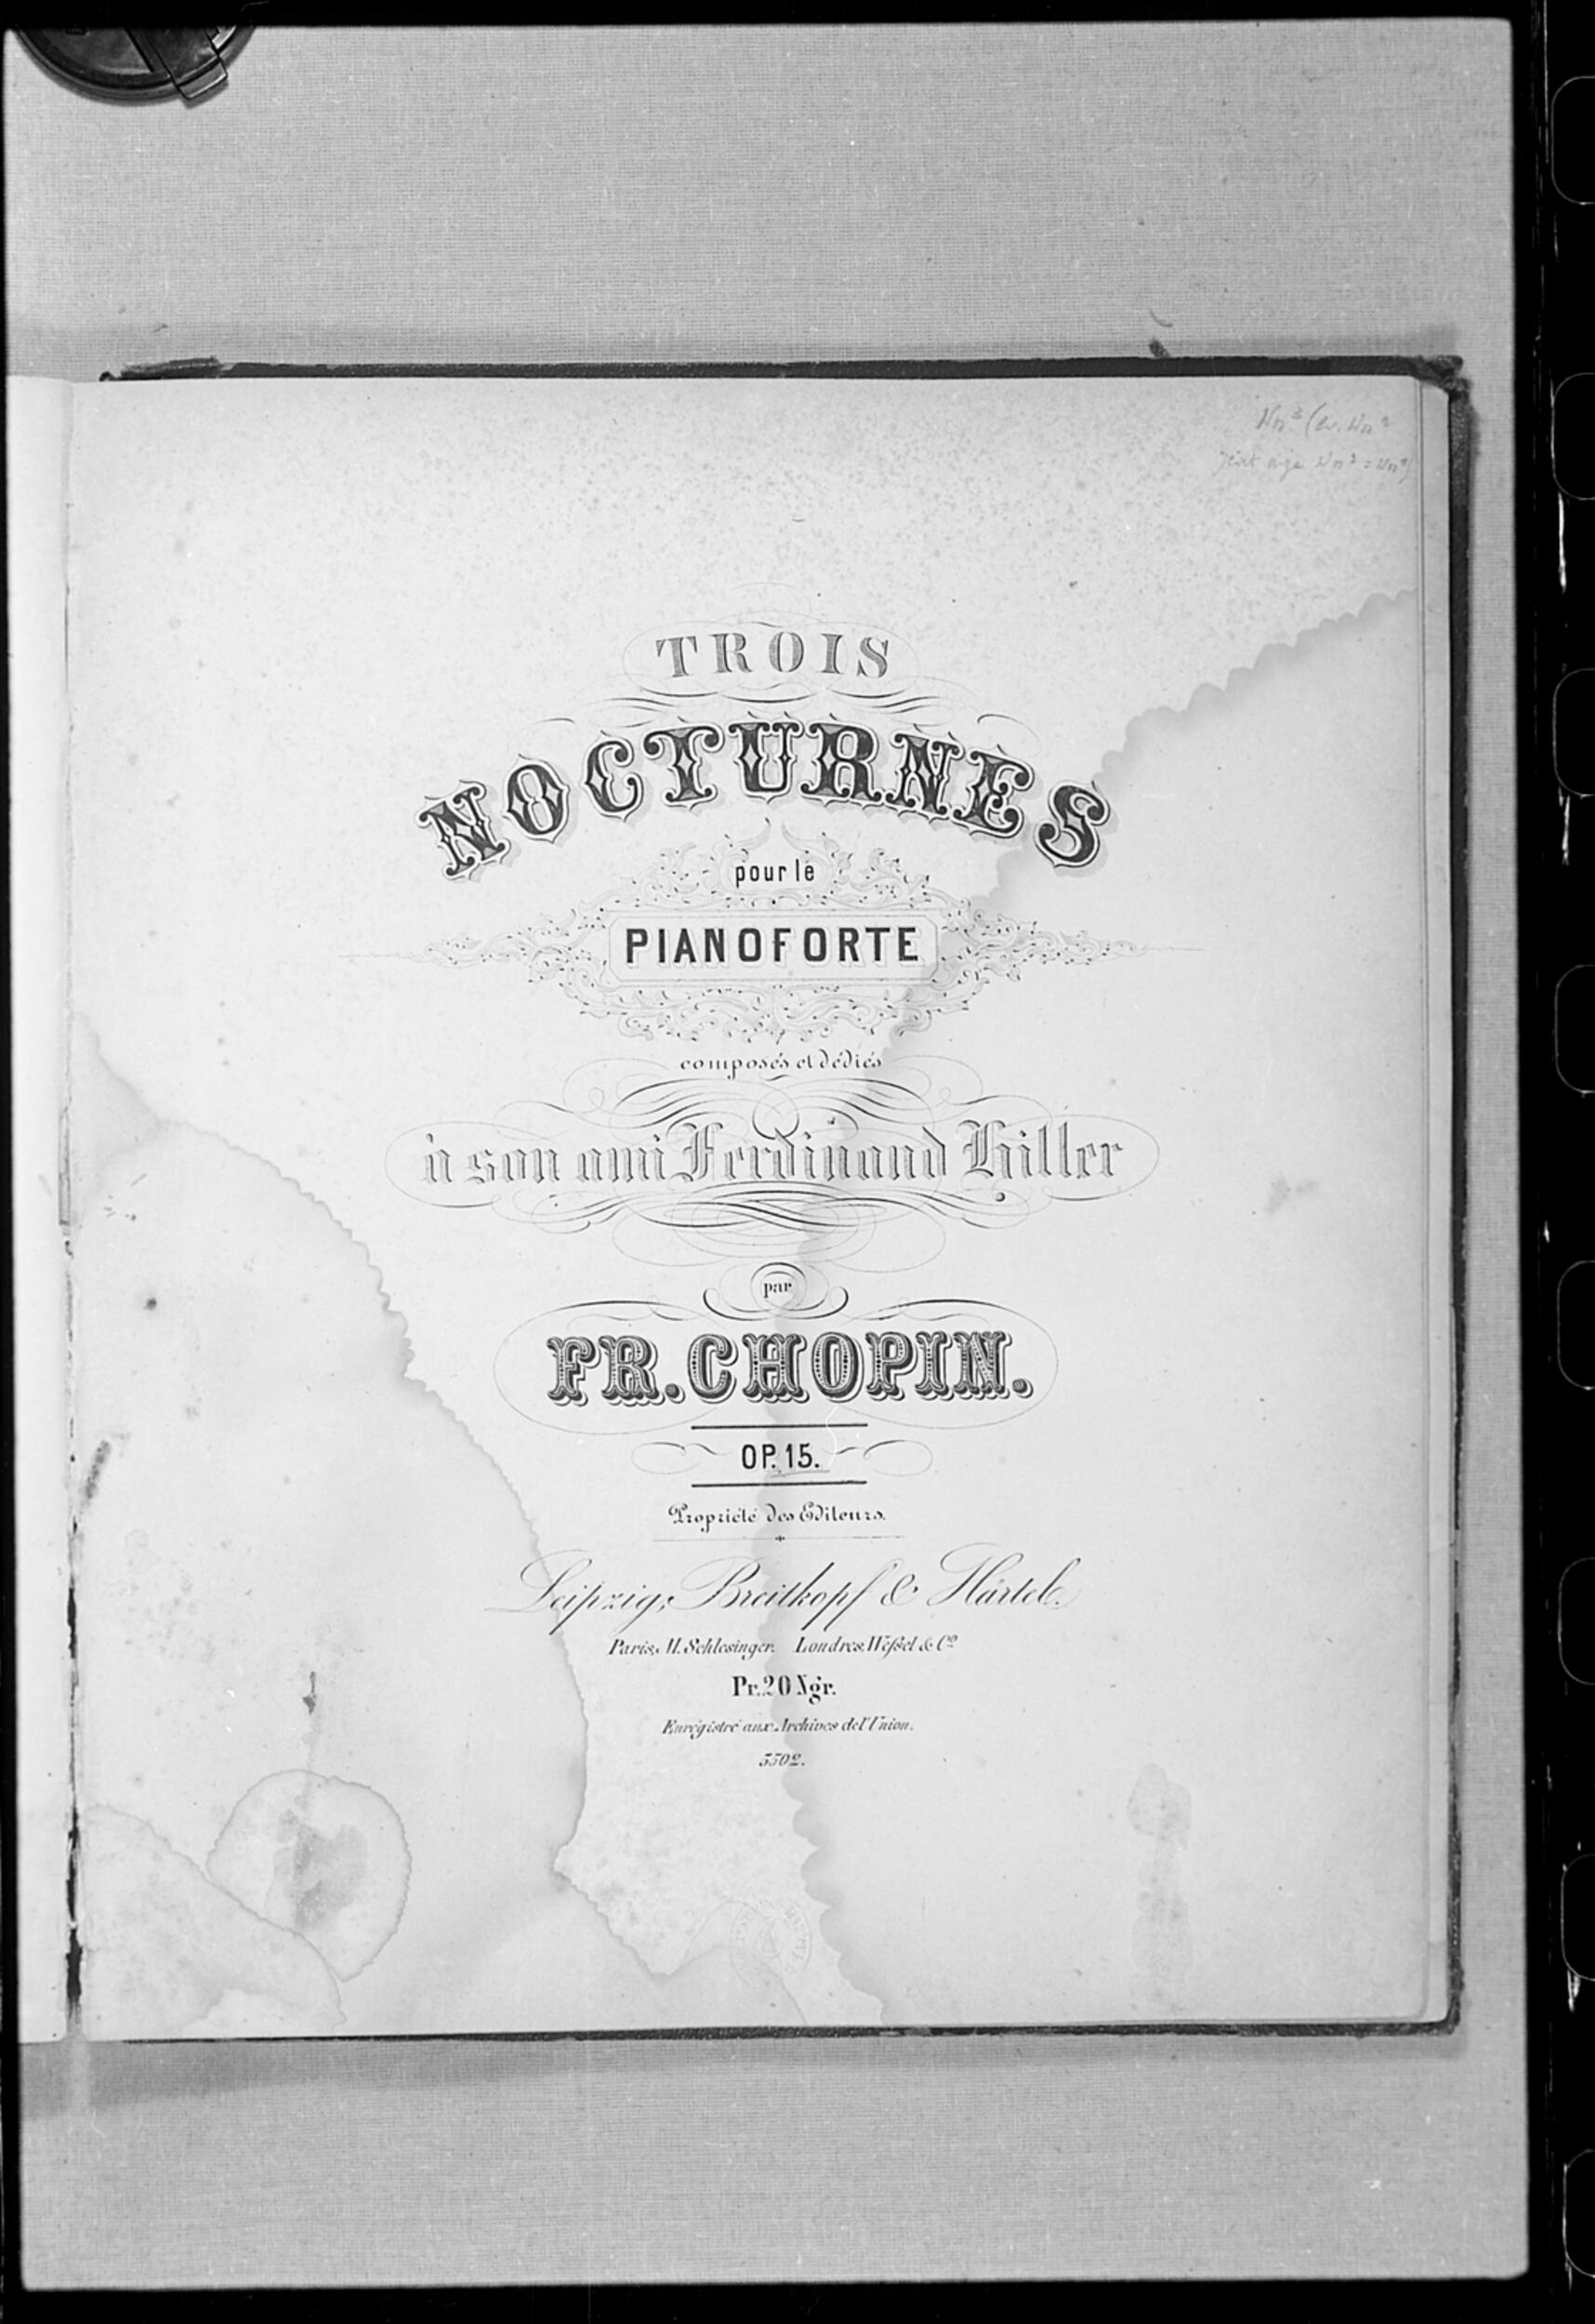 TROIS
NOCTURNES
pour le
PIANOFORTE
composés et dédiés
à son ami Ferdinand Hiller
par
FR. CHOPIN.
OP. 15.
Propriété des Editeurs.
Leipzig, Breitkopf & Härtel.
Paris, M. Schlesinger. Londres, Weßel & Cº
Pr. 20 Ngr.
Enrégistré aux Archives de l'Union.
5502.